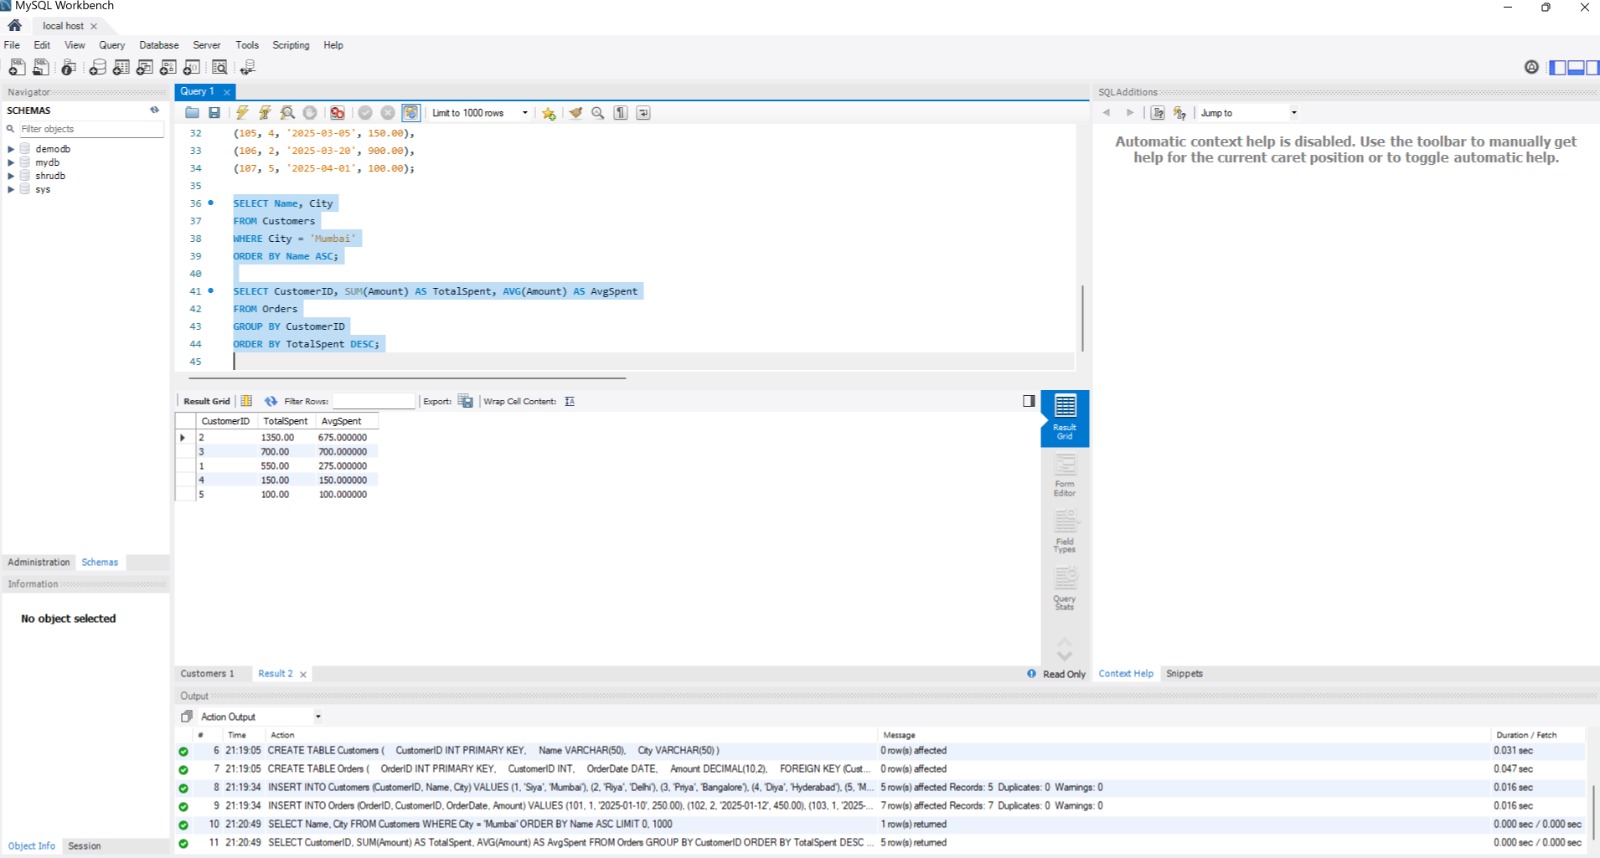 MySQL Workbench
local host
File Edit View Query Database Server Tools Scripting Help
Navigator
SCHEMAS
Filter objects
demodb
mydb
shrudb
sys
Administration Schemas
Information
No object selected
Object Info Session
Query 1
Limit to 1000 rows
32 (105, 4, '2025-03-05', 150.00),
33 (106, 2, '2025-03-20', 900.00),
34 (107, 5, '2025-04-01', 100.00);
35
36 SELECT Name, City
37 FROM Customers
38 WHERE City = 'Mumbai'
39 ORDER BY Name ASC;
40
41 SELECT CustomerID, SUM(Amount) AS TotalSpent, AVG(Amount) AS AvgSpent
42 FROM Orders
43 GROUP BY CustomerID
44 ORDER BY TotalSpent DESC;
45
Result Grid Filter Rows: Export: Wrap Cell Content:
CustomerID TotalSpent AvgSpent
2 1350.00 675.000000
3 700.00 700.000000
1 550.00 275.000000
4 150.00 150.000000
5 100.00 100.000000
Result
Grid
Form
Editor
Field
Types
Query
Stats
Customers 1 Result 2 Read Only
SQLAdditions
Jump to
Automatic context help is disabled. Use the toolbar to manually get
help for the current caret position or to toggle automatic help.
Context Help Snippets
Output
Action Output
# Time Action Message Duration / Fetch
6 21:19:05 CREATE TABLE Customers ( CustomerID INT PRIMARY KEY, Name VARCHAR(50), City VARCHAR(50) ) 0 row(s) affected 0.031 sec
7 21:19:05 CREATE TABLE Orders ( OrderID INT PRIMARY KEY, CustomerID INT, OrderDate DATE, Amount DECIMAL(10,2), FOREIGN KEY (Cust... 0 row(s) affected 0.047 sec
8 21:19:34 INSERT INTO Customers (CustomerID, Name, City) VALUES (1, 'Siya', 'Mumbai'), (2, 'Riya', 'Delhi'), (3, 'Priya', 'Bangalore'), (4, 'Diya', 'Hyderabad'), (5, 'M... 5 row(s) affected Records: 5 Duplicates: 0 Warnings: 0 0.016 sec
9 21:19:34 INSERT INTO Orders (OrderID, CustomerID, OrderDate, Amount) VALUES (101, 1, '2025-01-10', 250.00), (102, 2, '2025-01-12', 450.00), (103, 1, '2025-... 7 row(s) affected Records: 7 Duplicates: 0 Warnings: 0 0.016 sec
10 21:20:49 SELECT Name, City FROM Customers WHERE City = 'Mumbai' ORDER BY Name ASC LIMIT 0, 1000 1 row(s) returned 0.000 sec / 0.000 sec
11 21:20:49 SELECT CustomerID, SUM(Amount) AS TotalSpent, AVG(Amount) AS AvgSpent FROM Orders GROUP BY CustomerID ORDER BY TotalSpent DESC ... 5 row(s) returned 0.000 sec / 0.000 sec